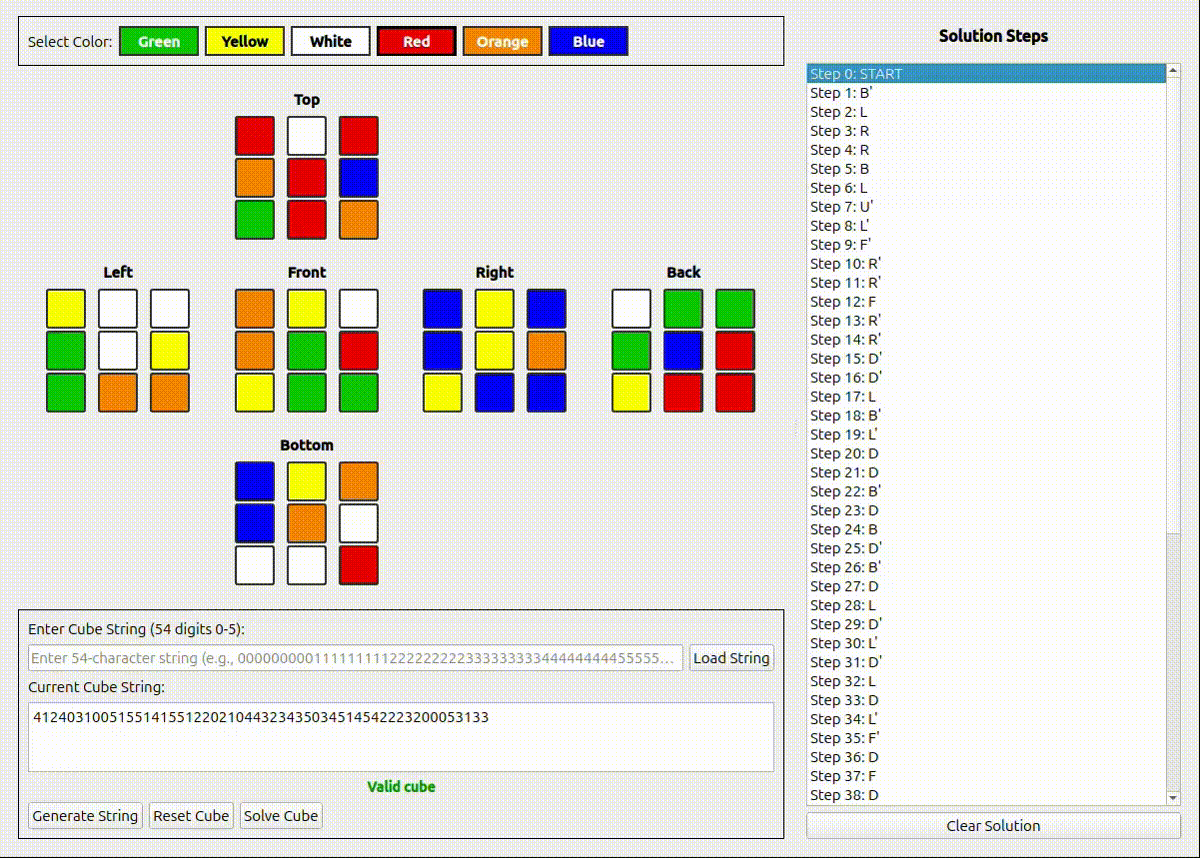 Select Color: Green Yellow White Red Orange Blue
Top
Left Front Right Back
Bottom
Enter Cube String (54 digits 0-5):
Enter 54-character string (e.g., 000000000111111111222222222333333333444444444555555... Load String
Current Cube String:
412403100515514155122021044323435034514542223200053133
Valid cube
Generate String Reset Cube Solve Cube
Solution Steps
Step 0: START
Step 1: B'
Step 2: L
Step 3: R
Step 4: R
Step 5: B
Step 6: L
Step 7: U'
Step 8: L'
Step 9: F'
Step 10: R'
Step 11: R'
Step 12: F
Step 13: R'
Step 14: R'
Step 15: D'
Step 16: D'
Step 17: L
Step 18: B'
Step 19: L'
Step 20: D
Step 21: D
Step 22: B'
Step 23: D
Step 24: B
Step 25: D'
Step 26: B'
Step 27: D
Step 28: L
Step 29: D'
Step 30: L'
Step 31: D'
Step 32: L
Step 33: D
Step 34: L'
Step 35: F'
Step 36: D
Step 37: F
Step 38: D
Clear Solution